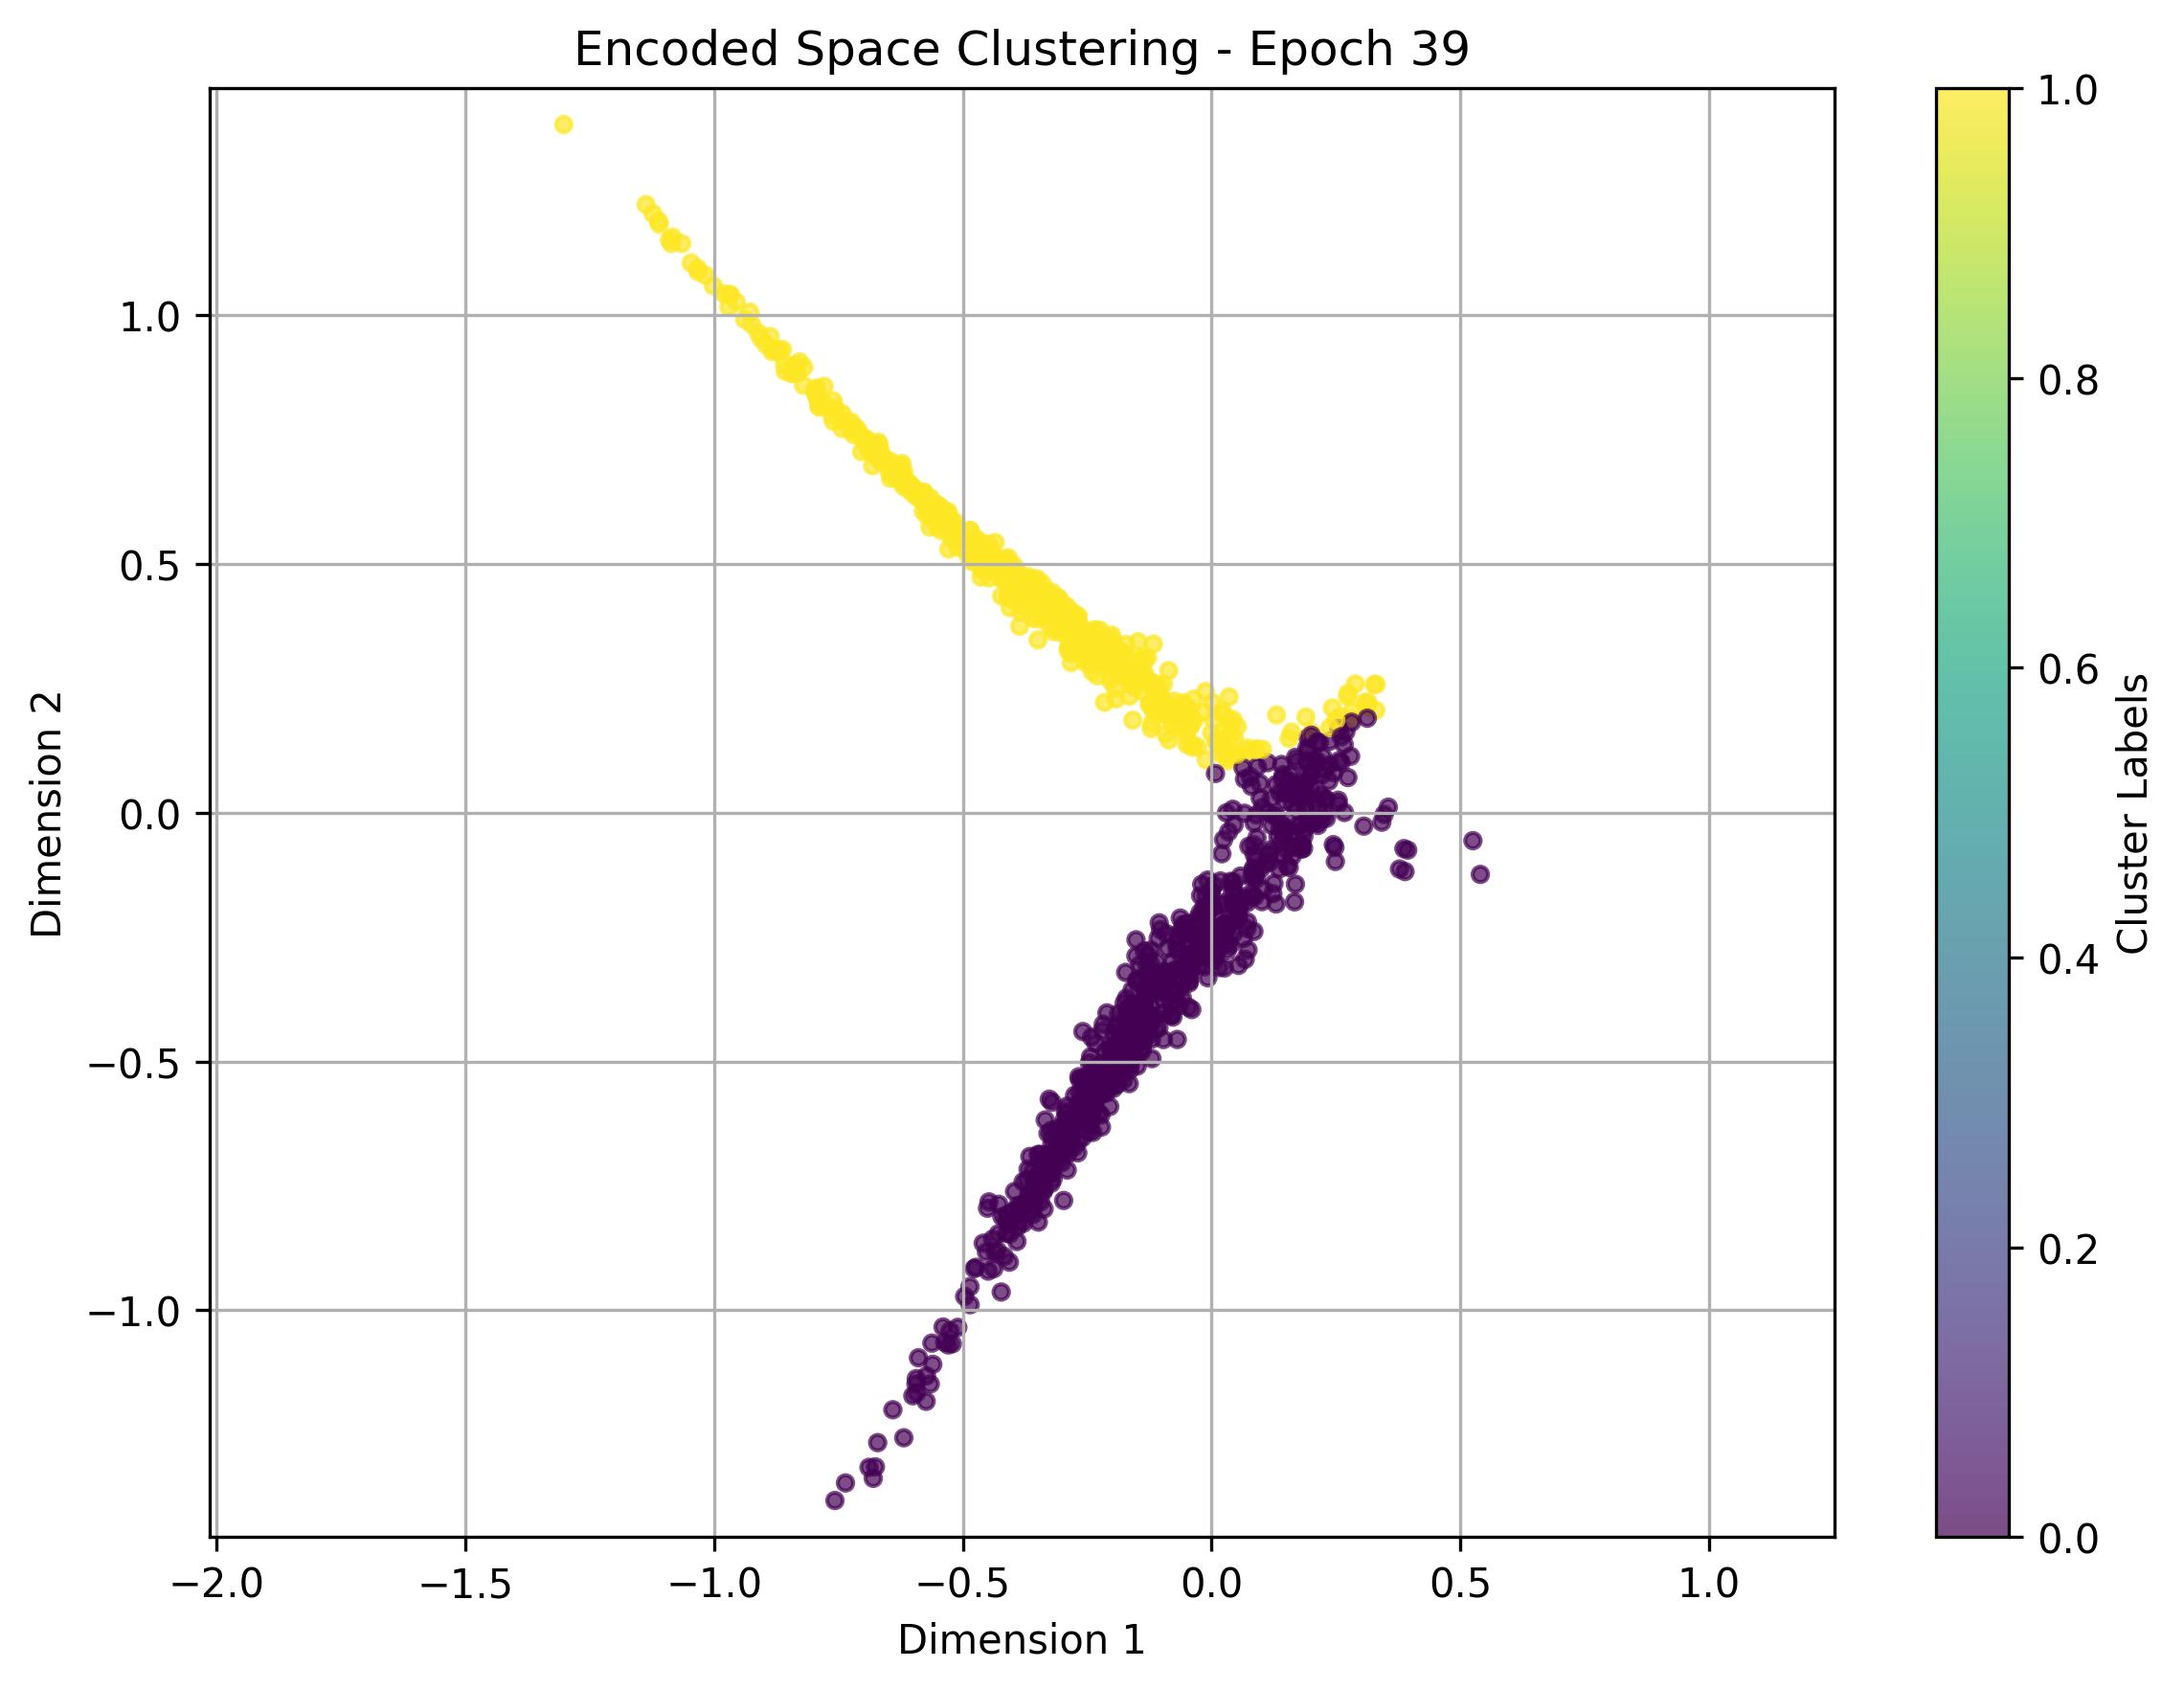 Encoded Space Clustering - Epoch 39
Dimension 2
1.0
0.5
0.0
−0.5
−1.0
−2.0 −1.5 −1.0 −0.5 0.0 0.5 1.0
Dimension 1
1.0
0.8
0.6
0.4
0.2
0.0
Cluster Labels